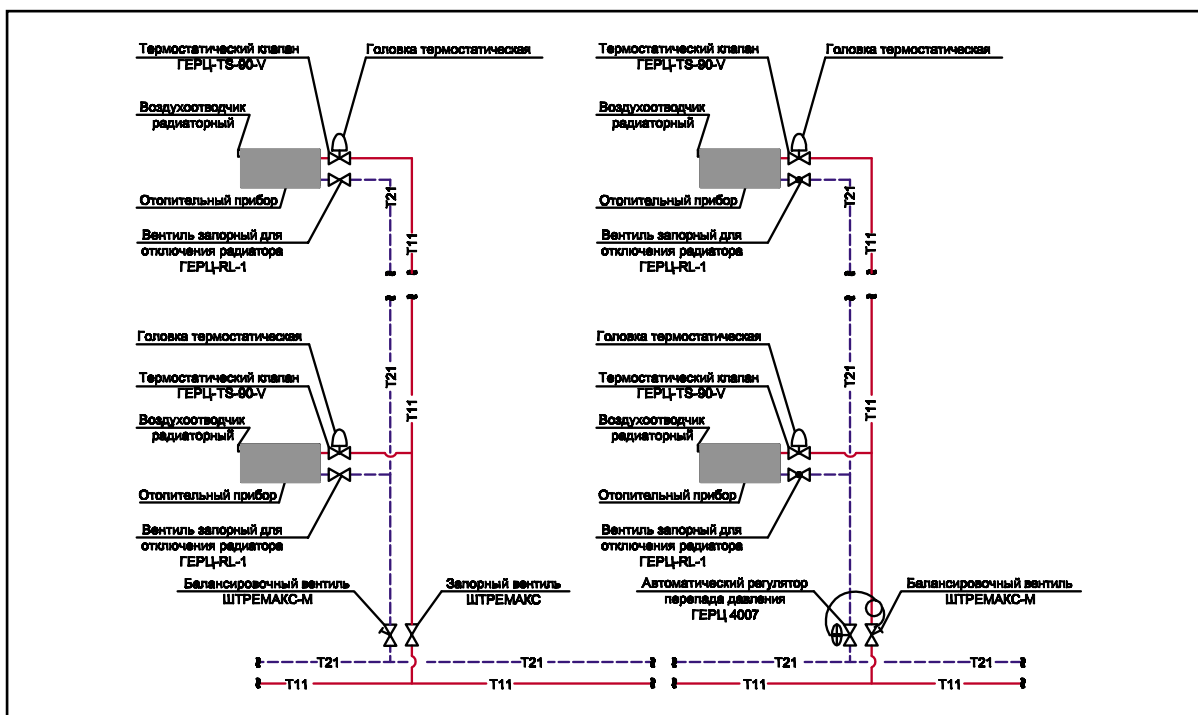 Термостатический клапан
ГЕРЦ-TS-90-V
Головка термостатическая
Воздухоотводчик
радиаторный
Отопительный прибор
T21
Вентиль запорный для
отключения радиатора
ГЕРЦ-RL-1
T11
Головка термостатическая
T21
Термостатический клапан
ГЕРЦ-TS-90-V
T11
Воздухоотводчик
радиаторный
Отопительный прибор
Вентиль запорный для
отключения радиатора
ГЕРЦ-RL-1
Балансировочный вентиль
ШТРЕМАКС-М
Запорный вентиль
ШТРЕМАКС
T21
T21
T11
T11
Термостатический клапан
ГЕРЦ-TS-90-V
Головка термостатическая
Воздухоотводчик
радиаторный
Отопительный прибор
T21
Вентиль запорный для
отключения радиатора
ГЕРЦ-RL-1
T11
Головка термостатическая
T21
Термостатический клапан
ГЕРЦ-TS-90-V
T11
Воздухоотводчик
радиаторный
Отопительный прибор
Вентиль запорный для
отключения радиатора
ГЕРЦ-RL-1
Автоматический регулятор
перепада давления
ГЕРЦ 4007
Балансировочный вентиль
ШТРЕМАКС-М
T21
T21
T11
T11